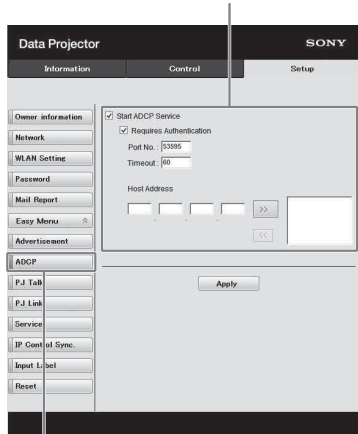 Data Projector SONY
Information Control Setup
Owner information
Network
WLAN Setting
Password
Mail Report
Easy Menu
Advertisement
ADCP
PJ Talk
PJ Link
Service
IP Control Sync.
Input Label
Reset
Start ADCP Service
Requires Authentication
Port No. : 53595
Timeout : 60
Host Address
. . .
>>
<<
Apply